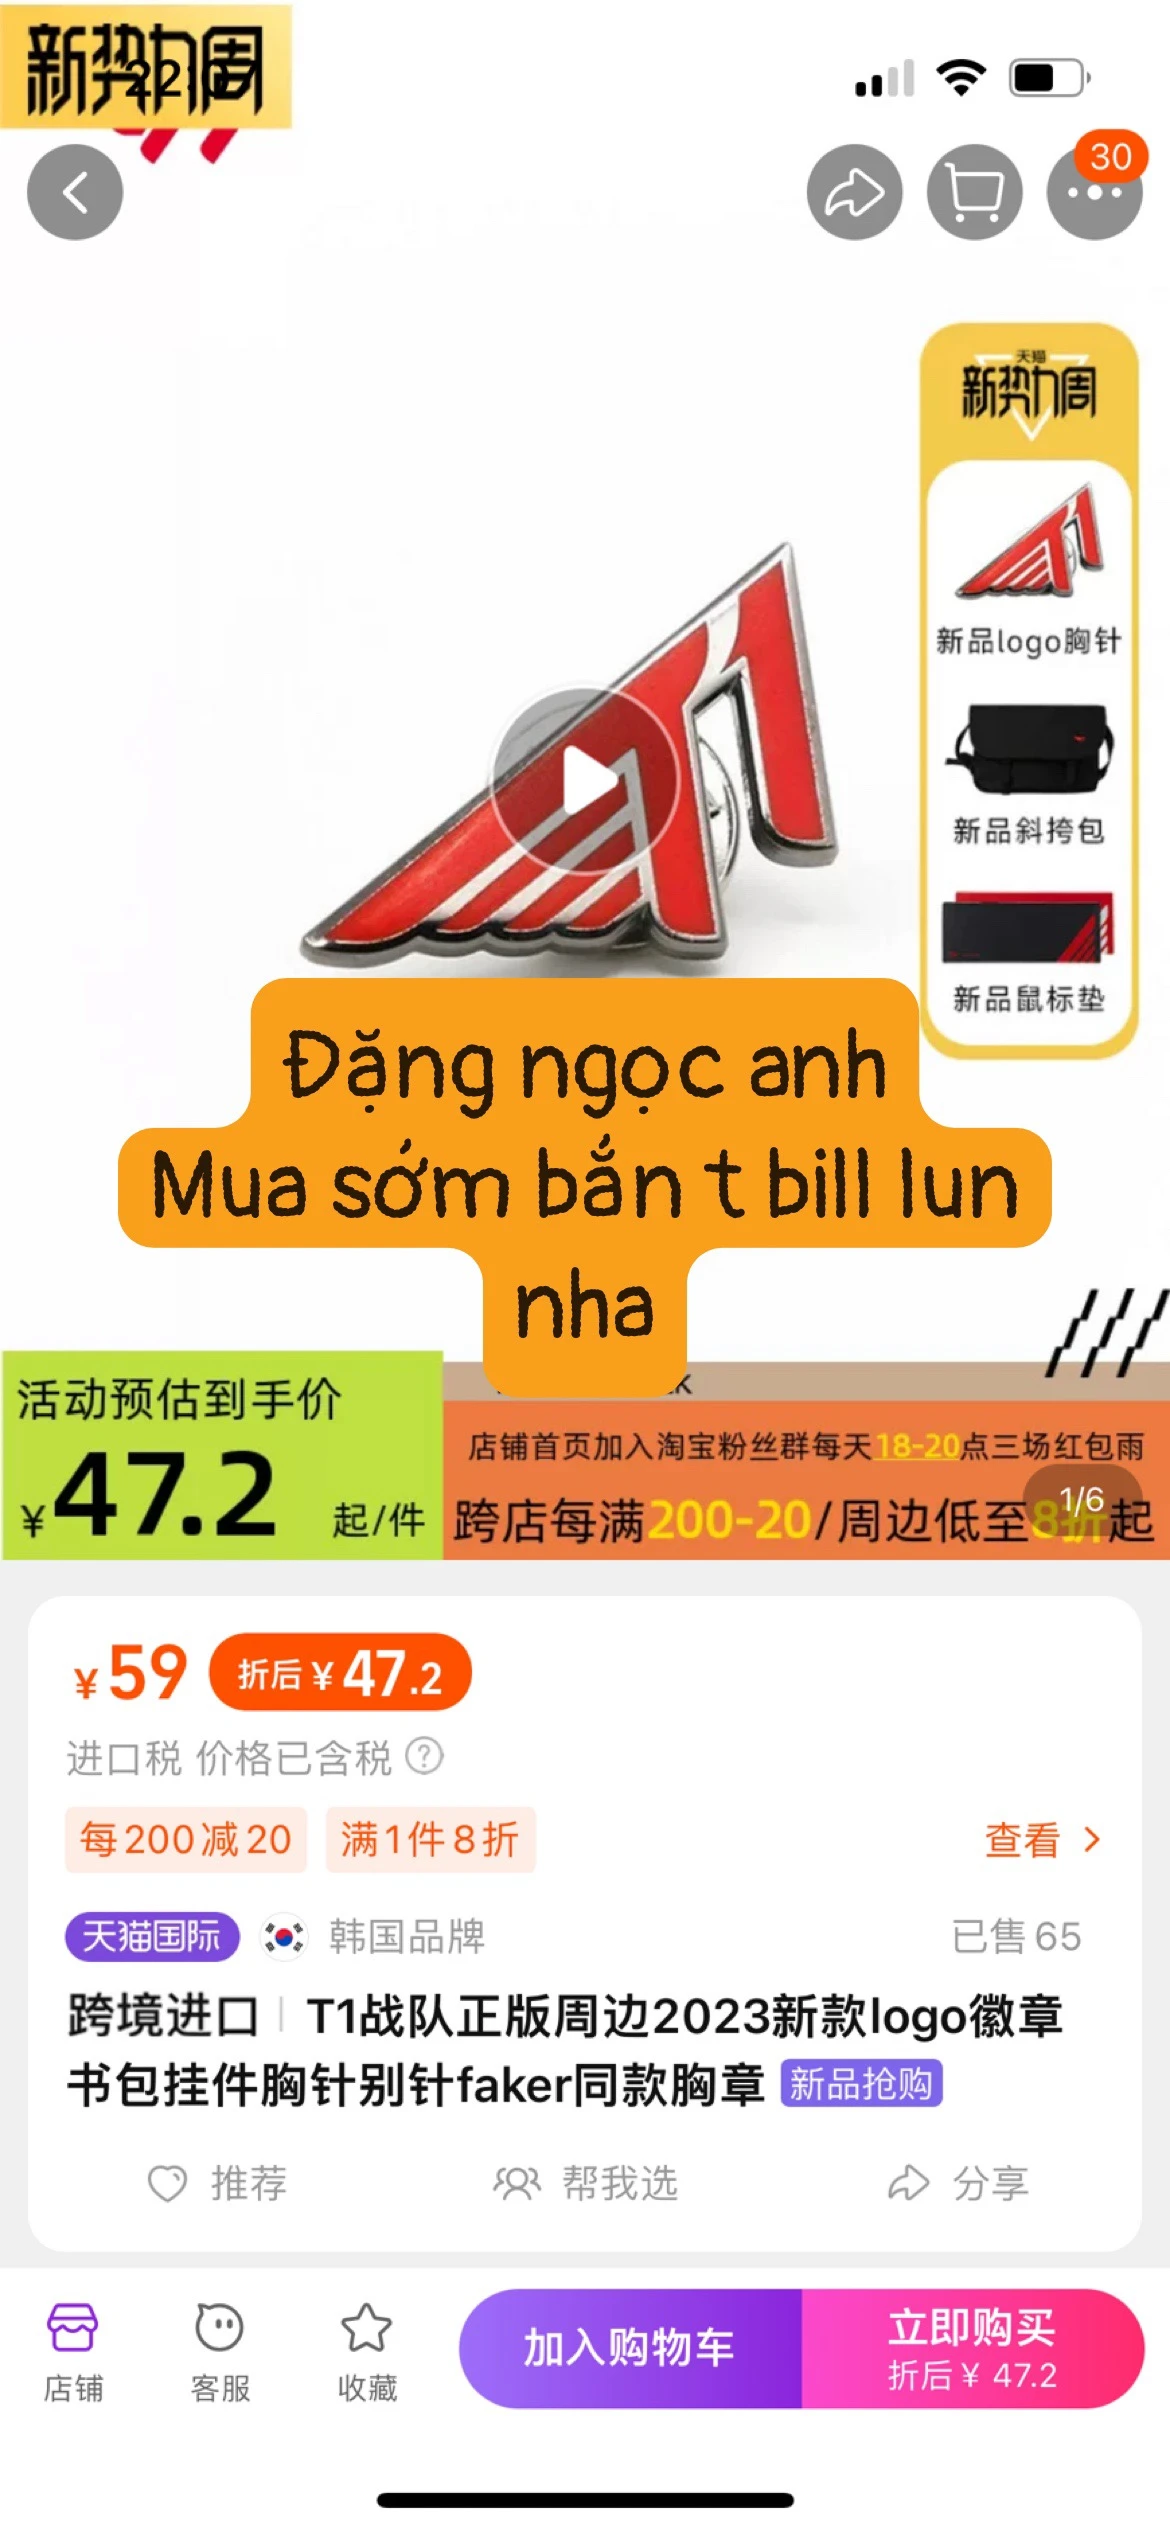 新势力周
30
天猫
新势力周
新品logo胸针
新品斜挎包
新品鼠标垫
Đặng ngọc anh
Mua sớm bắn t bill lun
nha
活动预估到手价
¥47.2 起/件
店铺首页加入淘宝粉丝群每天18-20点三场红包雨
跨店每满200-20/周边低至8折起
1/6
¥59 折后¥47.2
进口税 价格已含税
每200减20 满1件8折 查看
天猫国际 韩国品牌 已售65
跨境进口 T1战队正版周边2023新款logo徽章
书包挂件胸针别针faker同款胸章 新品抢购
推荐 帮我选 分享
店铺 客服 收藏 加入购物车 立即购买
折后¥ 47.2